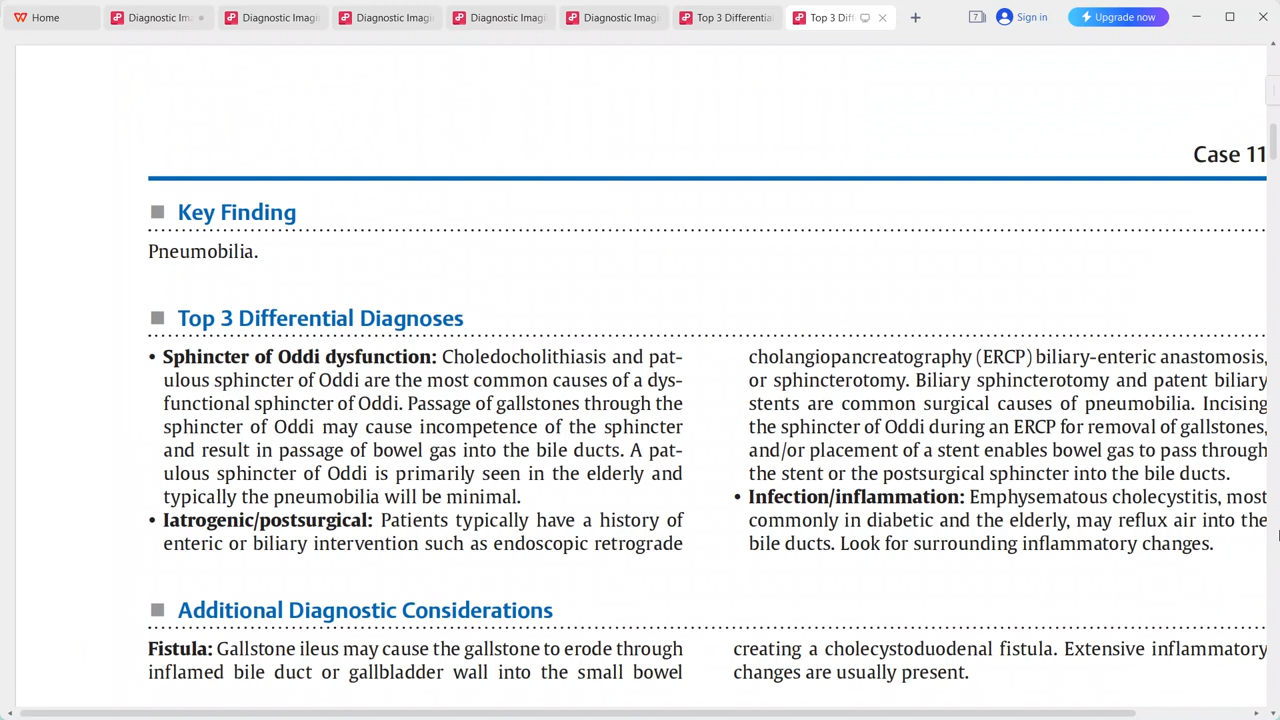 Home
Diagnostic Im
Diagnostic Imagi
Diagnostic Imagi
Diagnostic Imagi
Diagnostic Imagi
Top 3 Differential
Top 3 Diff
7
Sign in
Upgrade now
Case 11
Key Finding
Pneumobilia.
Top 3 Differential Diagnoses
• Sphincter of Oddi dysfunction: Choledocholithiasis and pat-
ulous sphincter of Oddi are the most common causes of a dys-
functional sphincter of Oddi. Passage of gallstones through the
sphincter of Oddi may cause incompetence of the sphincter
and result in passage of bowel gas into the bile ducts. A pat-
ulous sphincter of Oddi is primarily seen in the elderly and
typically the pneumobilia will be minimal.
• Iatrogenic/postsurgical: Patients typically have a history of
enteric or biliary intervention such as endoscopic retrograde
cholangiopancreatography (ERCP) biliary-enteric anastomosis,
or sphincterotomy. Biliary sphincterotomy and patent biliary
stents are common surgical causes of pneumobilia. Incising
the sphincter of Oddi during an ERCP for removal of gallstones,
and/or placement of a stent enables bowel gas to pass through
the stent or the postsurgical sphincter into the bile ducts.
• Infection/inflammation: Emphysematous cholecystitis, most
commonly in diabetic and the elderly, may reflux air into the
bile ducts. Look for surrounding inflammatory changes.
Additional Diagnostic Considerations
Fistula: Gallstone ileus may cause the gallstone to erode through
inflamed bile duct or gallbladder wall into the small bowel
creating a cholecystoduodenal fistula. Extensive inflammatory
changes are usually present.